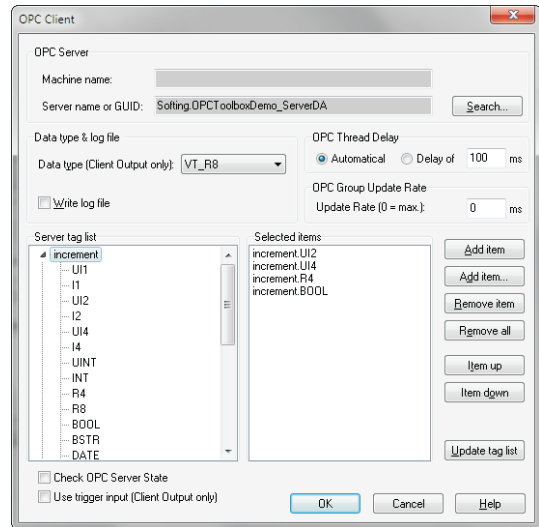 OPC Client
OPC Server
Machine name:
Server name or GUID: Softing.OPCToolboxDemo_ServerDA Search...
Data type & log file
Data type (Client Output only): VT_R8
Write log file
OPC Thread Delay
Automatical Delay of 100 ms
OPC Group Update Rate
Update Rate (0 = max.): 0 ms
Server tag list
increment
UI1
I1
UI2
I2
UI4
I4
UINT
INT
R4
R8
BOOL
BSTR
DATE
Selected items
increment.UI2
increment.UI4
increment.R4
increment.BOOL
Add item
Add item...
Remove item
Remove all
Item up
Item down
Update tag list
Check OPC Server State
Use trigger input (Client Output only)
OK Cancel Help